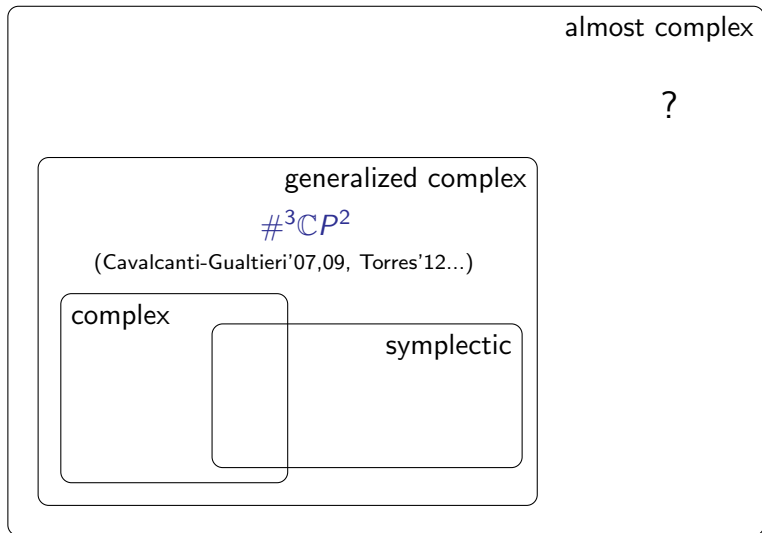 almost complex
?
generalized complex
#³ℂP²
(Cavalcanti-Gualtieri'07,09, Torres'12...)
complex
symplectic